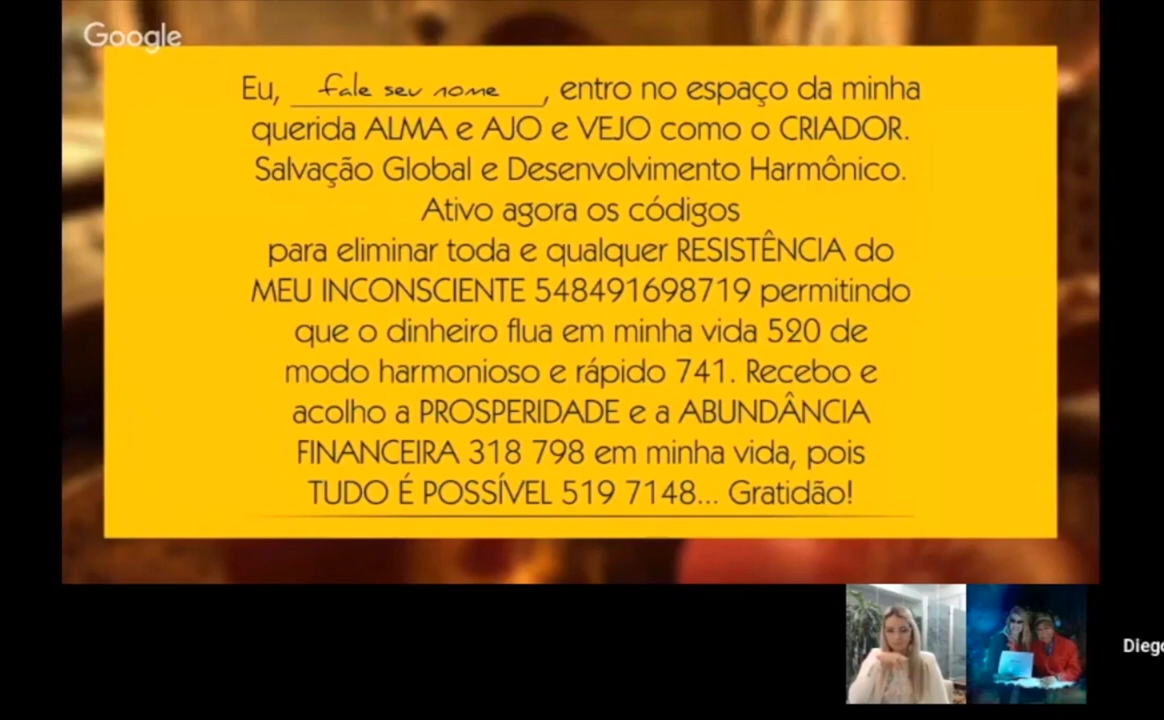 Google
Eu, fale seu nome, entro no espaço da minha
querida ALMA e AJO e VEJO como o CRIADOR.
Salvação Global e Desenvolvimento Harmônico.
Ativo agora os códigos
para eliminar toda e qualquer RESISTÊNCIA do
MEU INCONSCIENTE 548491698719 permitindo
que o dinheiro flua em minha vida 520 de
modo harmonioso e rápido 741. Recebo e
acolho a PROSPERIDADE e a ABUNDÂNCIA
FINANCEIRA 318 798 em minha vida, pois
TUDO É POSSÍVEL 519 7148... Gratidão!
Diego